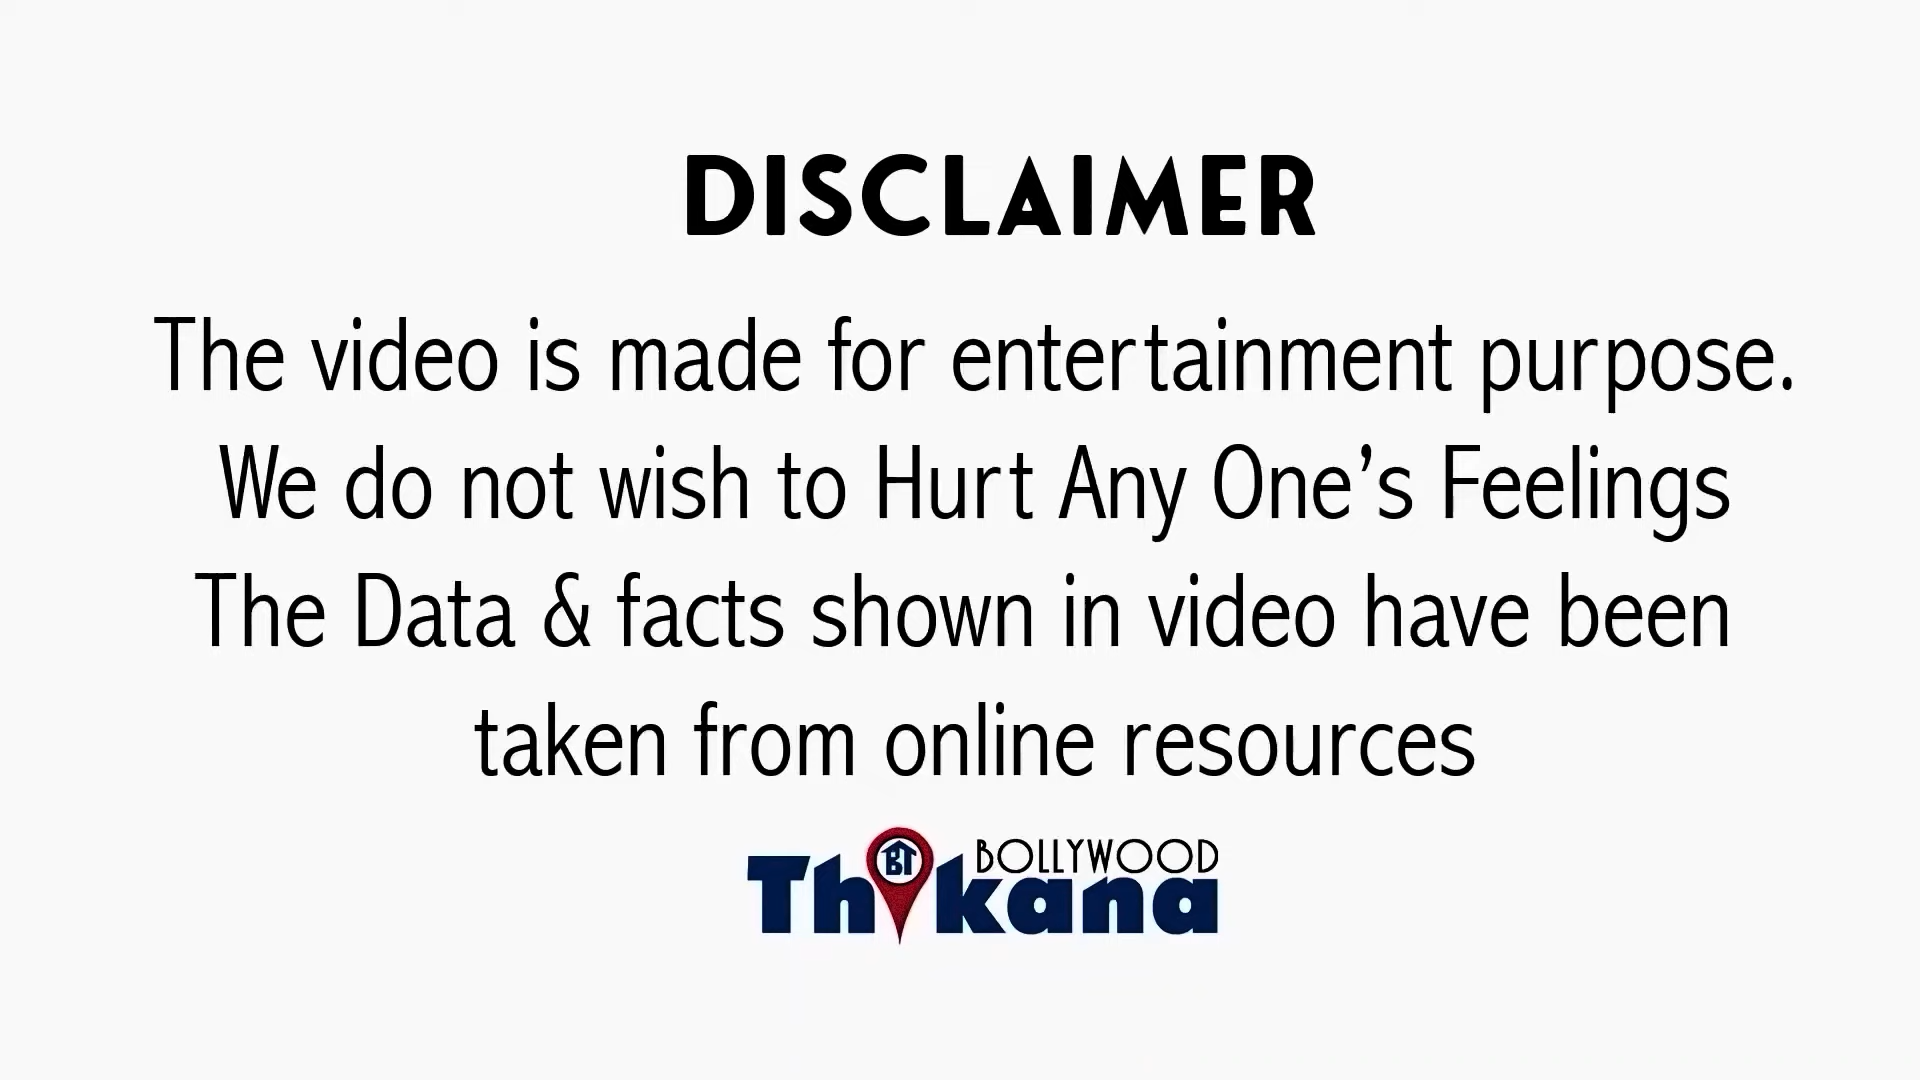 DISCLAIMER
The video is made for entertainment purpose.
We do not wish to Hurt Any One’s Feelings
The Data & facts shown in video have been
taken from online resources
BOLLYWOOD
Thikana
BT